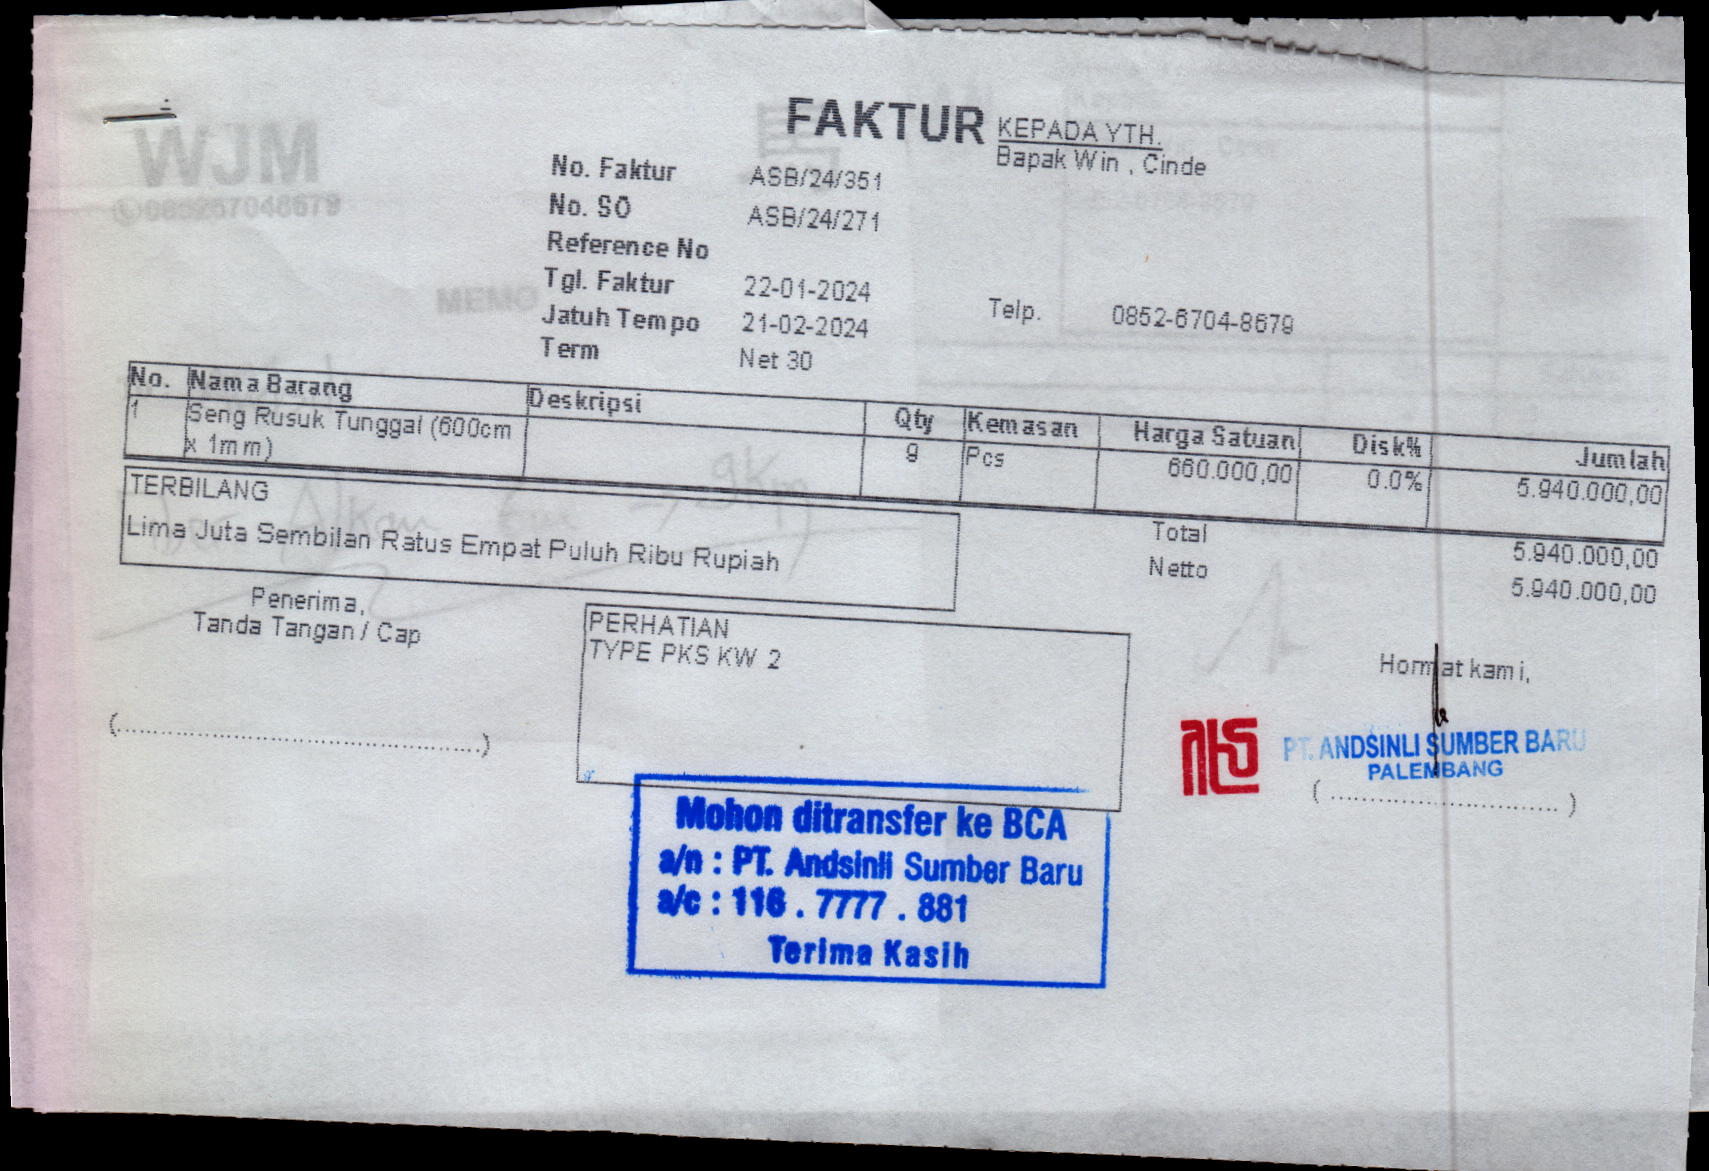 WJM
085267048679
MEMO
FAKTUR
KEPADA YTH.
Bapak Win , Cinde
No. Faktur ASB/24/351
No. SO ASB/24/271
Reference No
Tgl. Faktur 22-01-2024
Jatuh Tempo 21-02-2024
Term Net 30
Telp. 0852-6704-8679
No. Nama Barang Deskripsi Qty Kemasan Harga Satuan Disk% Jumlah
1 Seng Rusuk Tunggal (600cm 9 Pcs 660.000,00 0.0% 5.940.000,00
x 1mm)
TERBILANG
Lima Juta Sembilan Ratus Empat Puluh Ribu Rupiah
Total 5.940.000,00
Netto 5.940.000,00
Penerima,
Tanda Tangan / Cap
(..............................................)
PERHATIAN
TYPE PKS KW 2
Hormat kami,
PT. ANDSINLI SUMBER BARU
PALEMBANG
( ............................. )
Mohon ditransfer ke BCA
a/n : PT. Andsinli Sumber Baru
a/c : 116 . 7777 . 881
Terima Kasih